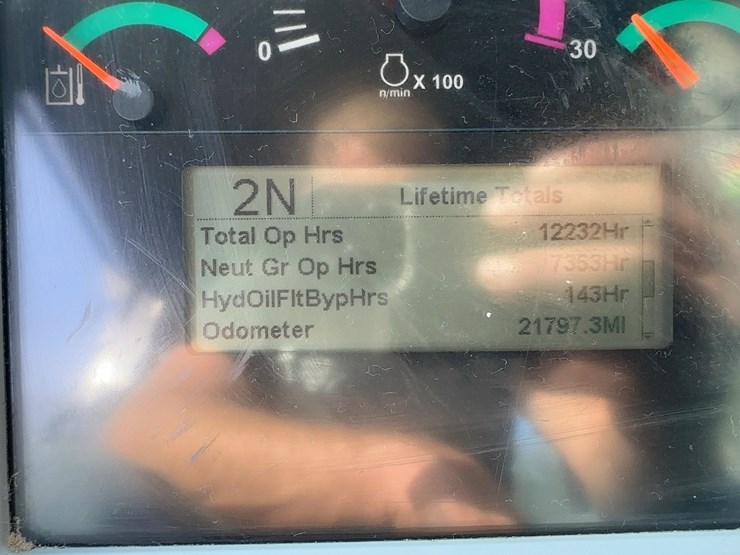 0
30
n/min X 100
2N Lifetime Totals
Total Op Hrs 12232Hr
Neut Gr Op Hrs 7353Hr
HydOilFltBypHrs 143Hr
Odometer 21797.3MI